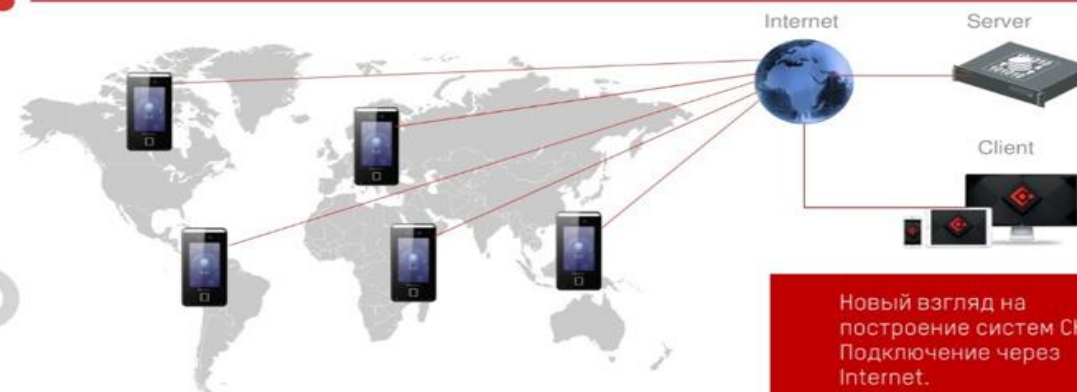 Internet
Server
Client
Новый взгляд на
построение систем
Подключение через
Internet.